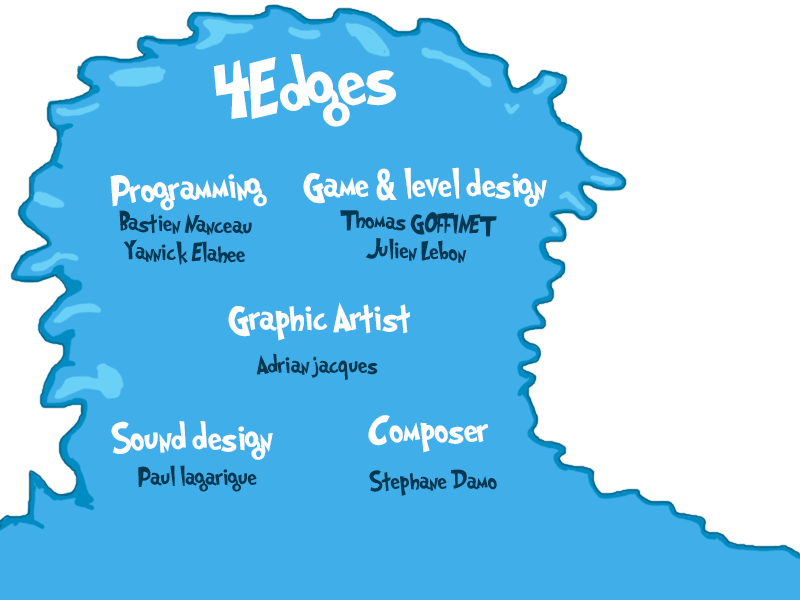 4Edges
Programming
Bastien Nanceau
Yannick Elahee
Game & level design
Thomas GOFFINET
Julien Lebon
Graphic Artist
Adrian jacques
Sound design
Paul lagarigue
Composer
Stephane Damo